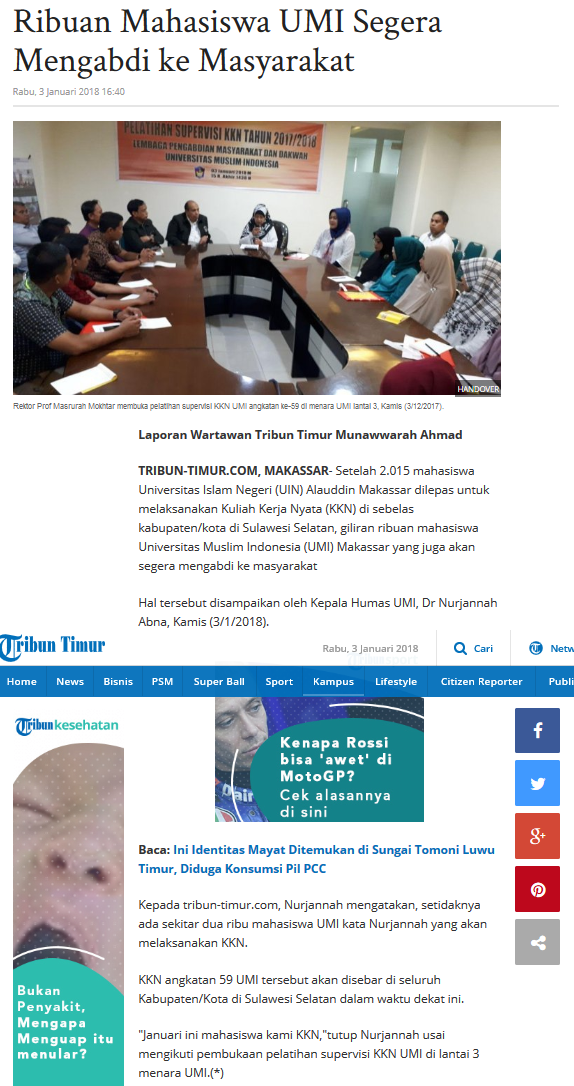 Ribuan Mahasiswa UMI Segera
Mengabdi ke Masyarakat
Rabu, 3 Januari 2018 16:40
PELATIHAN SUPERVISI KKN TAHUN 2017/2018
LEMBAGA PENGABDIAN MASYARAKAT DAN DAKWAH
UNIVERSITAS MUSLIM INDONESIA
HANDOVER
Rektor Prof Masrurah Mokhtar membuka pelatihan supervisi KKN UMI angkatan ke-59 di menara UMI lantai 3, Kamis (3/12/2017).
Laporan Wartawan Tribun Timur Munawwarah Ahmad
TRIBUN-TIMUR.COM, MAKASSAR- Setelah 2.015 mahasiswa
Universitas Islam Negeri (UIN) Alauddin Makassar dilepas untuk
melaksanakan Kuliah Kerja Nyata (KKN) di sebelas
kabupaten/kota di Sulawesi Selatan, giliran ribuan mahasiswa
Universitas Muslim Indonesia (UMI) Makassar yang juga akan
segera mengabdi ke masyarakat
Hal tersebut disampaikan oleh Kepala Humas UMI, Dr Nurjannah
Abna, Kamis (3/1/2018).
Tribun Timur
Rabu, 3 Januari 2018
Cari
Netw
Home News Bisnis PSM Super Ball Sport Kampus Lifestyle Citizen Reporter Publi
Tribunkesehatan
Kenapa Rossi
bisa 'awet' di
MotoGP?
Cek alasannya
di sini
Baca: Ini Identitas Mayat Ditemukan di Sungai Tomoni Luwu
Timur, Diduga Konsumsi Pil PCC
Kepada tribun-timur.com, Nurjannah mengatakan, setidaknya
ada sekitar dua ribu mahasiswa UMI kata Nurjannah yang akan
melaksanakan KKN.
KKN angkatan 59 UMI tersebut akan disebar di seluruh
Kabupaten/Kota di Sulawesi Selatan dalam waktu dekat ini.
"Januari ini mahasiswa kami KKN,"tutup Nurjannah usai
mengikuti pembukaan pelatihan supervisi KKN UMI di lantai 3
menara UMI.(*)
Bukan
Penyakit,
Mengapa
Menguap itu
menular?